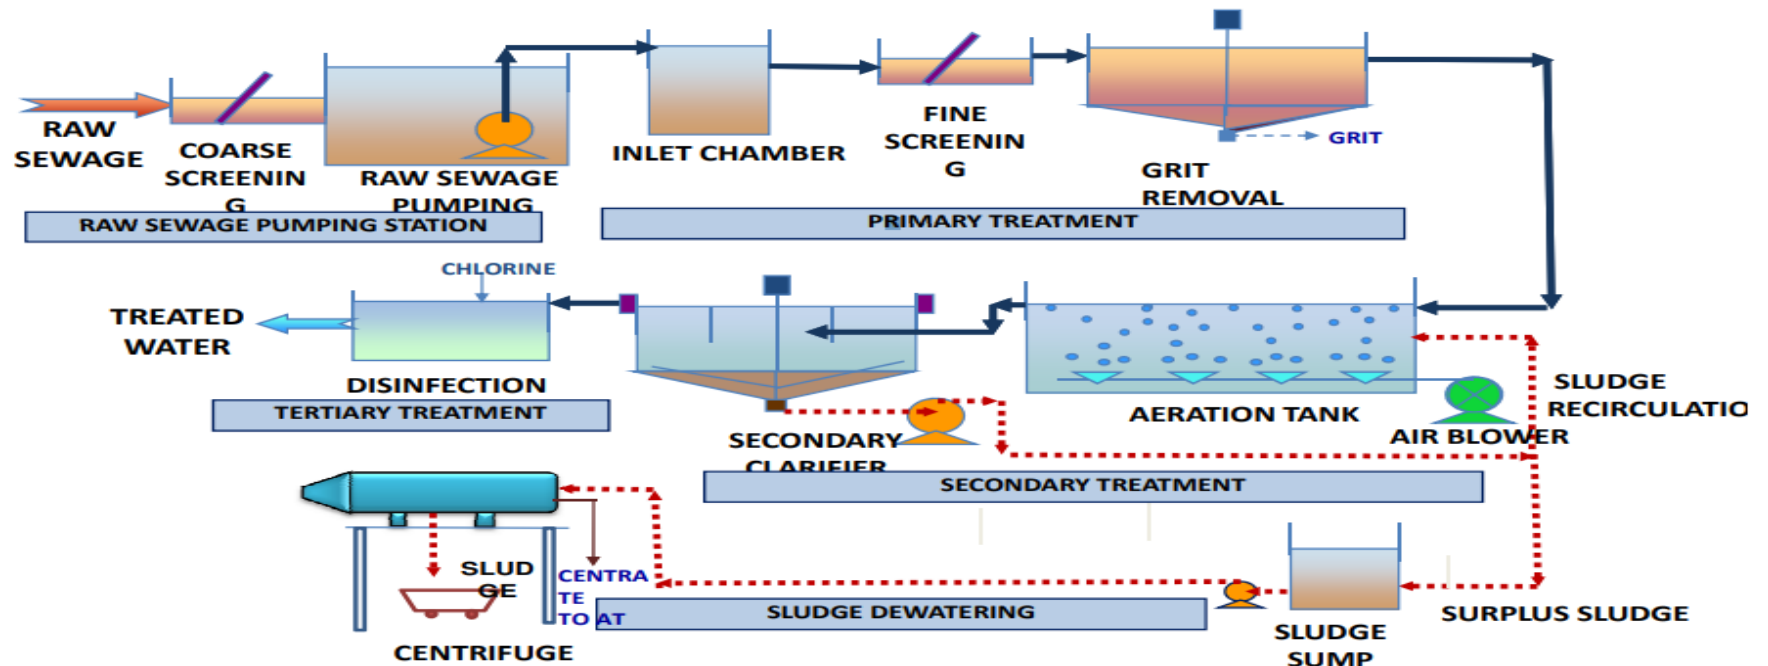 RAW
SEWAGE
COARSE
SCREENIN
G
RAW SEWAGE
PUMPING
RAW SEWAGE PUMPING STATION
INLET CHAMBER
FINE
SCREENIN
G
GRIT
GRIT
REMOVAL
PRIMARY TREATMENT
CHLORINE
TREATED
WATER
DISINFECTION
TERTIARY TREATMENT
SECONDARY
CLARIFIER
AERATION TANK
AIR BLOWER
SLUDGE
RECIRCULATIO
SECONDARY TREATMENT
SLUD
GE
CENTRA
TE
TO AT
CENTRIFUGE
SLUDGE DEWATERING
SLUDGE
SUMP
SURPLUS SLUDGE